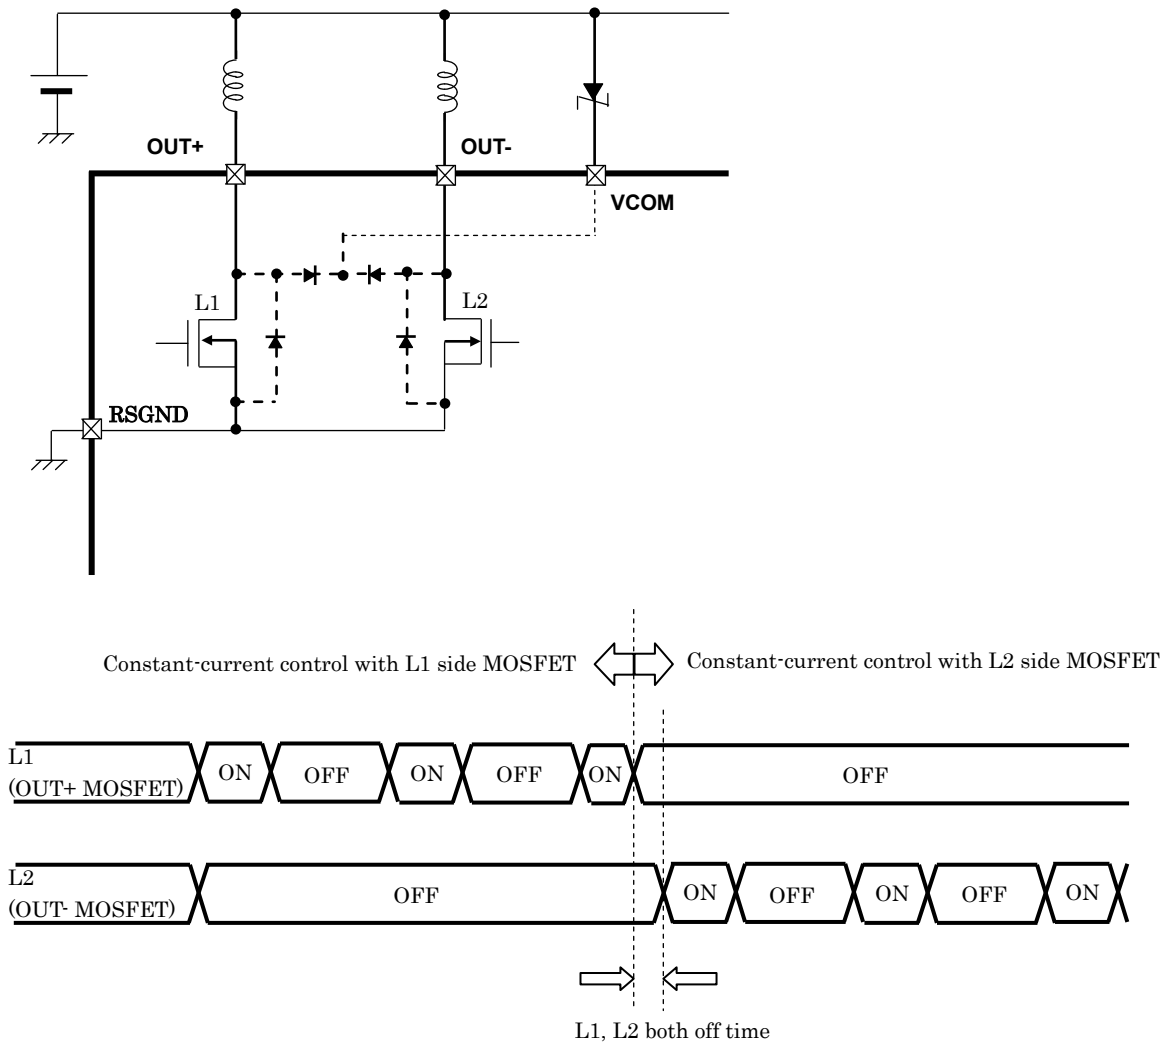 OUT+
OUT-
VCOM
L1
L2
RSGND
Constant-current control with L1 side MOSFET
Constant-current control with L2 side MOSFET
L1
(OUT+ MOSFET)
ON
OFF
ON
OFF
ON
OFF
L2
(OUT- MOSFET)
OFF
ON
OFF
ON
OFF
ON
L1, L2 both off time